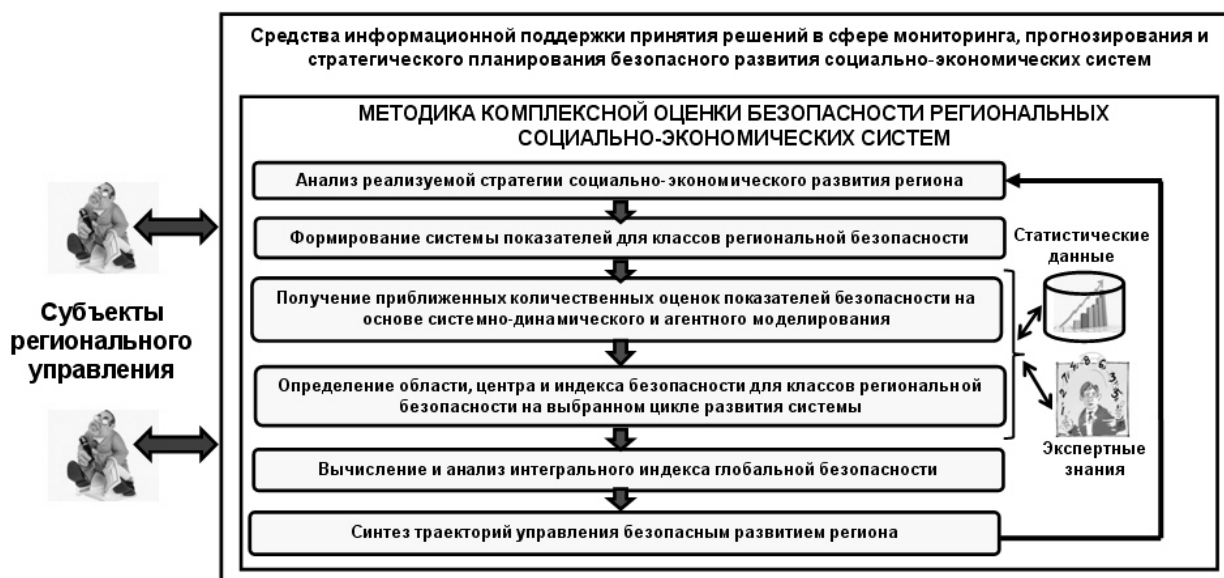 Средства информационной поддержки принятия решений в сфере мониторинга, прогнозирования и
стратегического планирования безопасного развития социально-экономических систем
МЕТОДИКА КОМПЛЕКСНОЙ ОЦЕНКИ БЕЗОПАСНОСТИ РЕГИОНАЛЬНЫХ
СОЦИАЛЬНО-ЭКОНОМИЧЕСКИХ СИСТЕМ
Анализ реализуемой стратегии социально-экономического развития региона
Формирование системы показателей для классов региональной безопасности
Получение приближенных количественных оценок показателей безопасности на
основе системно-динамического и агентного моделирования
Определение области, центра и индекса безопасности для классов региональной
безопасности на выбранном цикле развития системы
Вычисление и анализ интегрального индекса глобальной безопасности
Синтез траекторий управления безопасным развитием региона
Субъекты
регионального
управления
Статистические
данные
Экспертные
знания